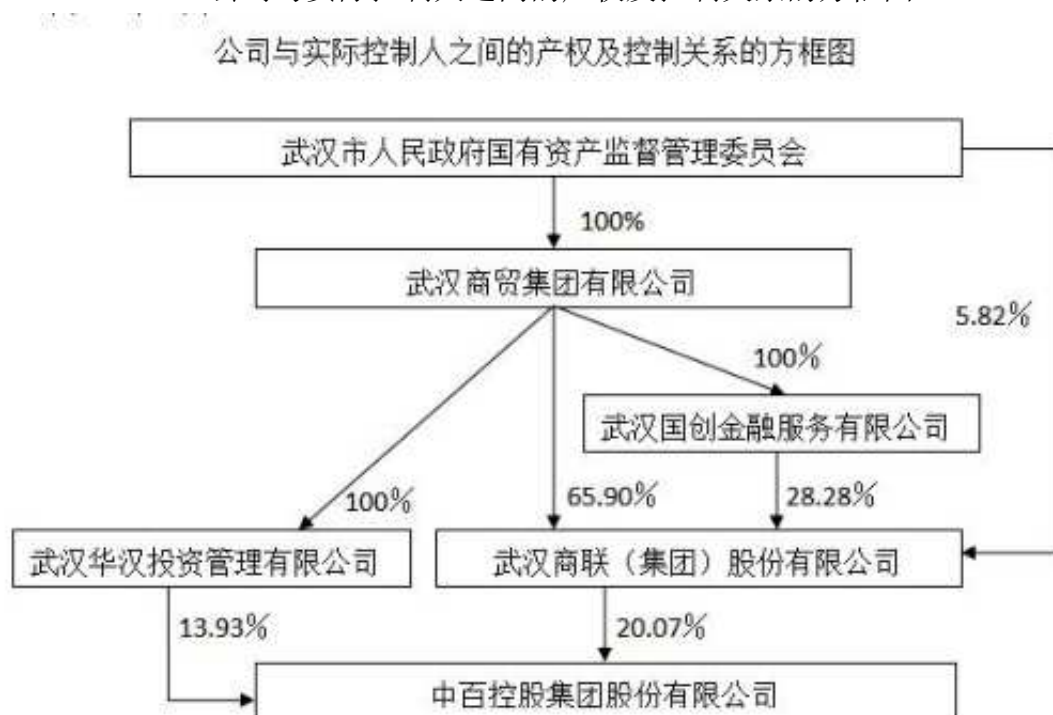 公司与实际控制人之间的产权及控制关系的方框图
武汉市人民政府国有资产监督管理委员会
100%
武汉商贸集团有限公司
5.82%
100%
武汉国创金融服务有限公司
100%
65.90%
28.28%
武汉华汉投资管理有限公司
武汉商联（集团）股份有限公司
13.93%
20.07%
中百控股集团股份有限公司